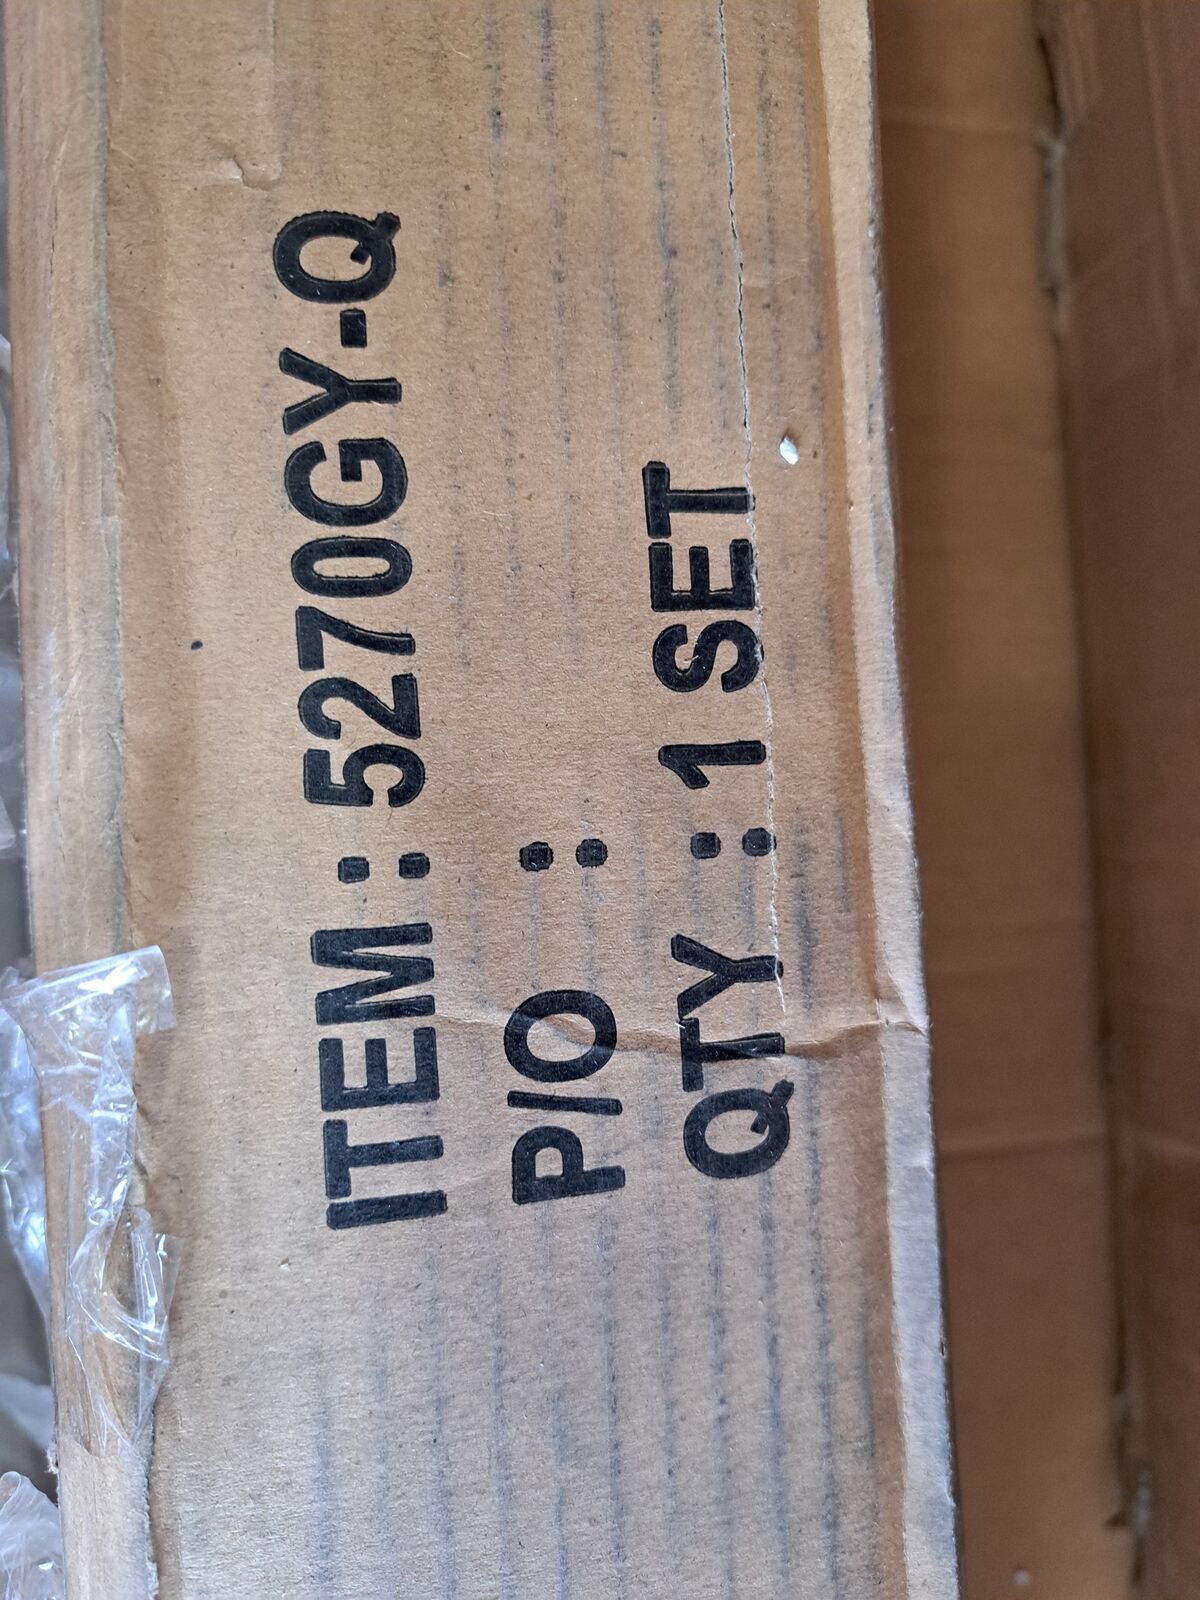 ITEM : 5270GY-Q
P/O :
QTY : 1 SET